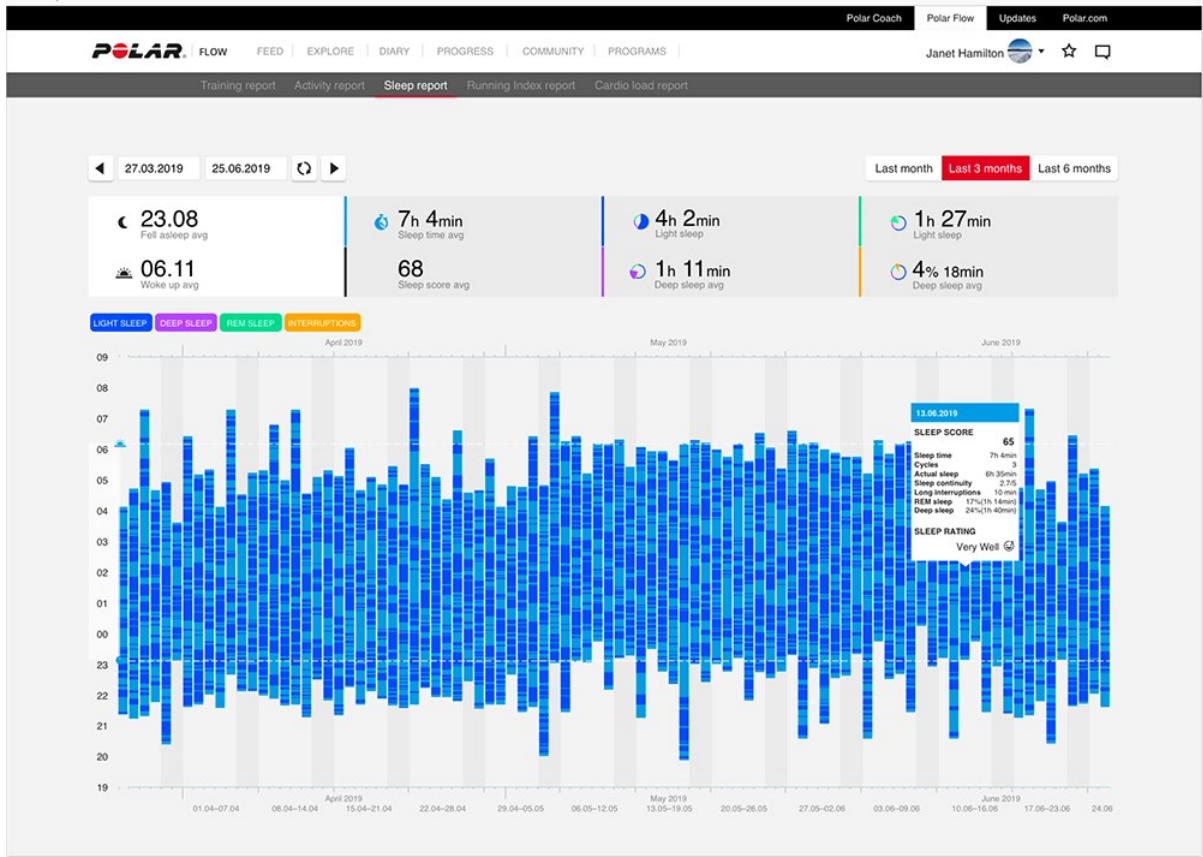 Polar Coach Polar Flow Updates Polar.com
POLAR. FLOW FEED EXPLORE DIARY PROGRESS COMMUNITY PROGRAMS Janet Hamilton
Training report Activity report Sleep report Running Index report Cardio load report
27.03.2019 25.06.2019 Last month Last 3 months Last 6 months
23.08 7h 4min 4h 2min 1h 27min
Fell asleep avg Sleep time avg Light sleep Light sleep
06.11 68 1h 11min 4% 18min
Woke up avg Sleep score avg Deep sleep avg Deep sleep avg
LIGHT SLEEP DEEP SLEEP REM SLEEP INTERRUPTIONS
April 2019 May 2019 June 2019
09
08
07
06
05
04
03
02
01
00
23
22
21
20
19
13.06.2019
SLEEP SCORE
65
Sleep time 7h 4min
Cycles 3
Actual sleep 6h 35min
Sleep continuity 2.7/5
Long interruptions 10 min
REM sleep 17%(1h 14min)
Deep sleep 24%(1h 40min)
SLEEP RATING
Very Well
April 2019 May 2019 June 2019
01.04–07.04 08.04–14.04 15.04–21.04 22.04–28.04 29.04–05.05 06.05–12.05 13.05–19.05 20.05–26.05 27.05–02.06 03.06–09.06 10.06–16.06 17.06–23.06 24.06